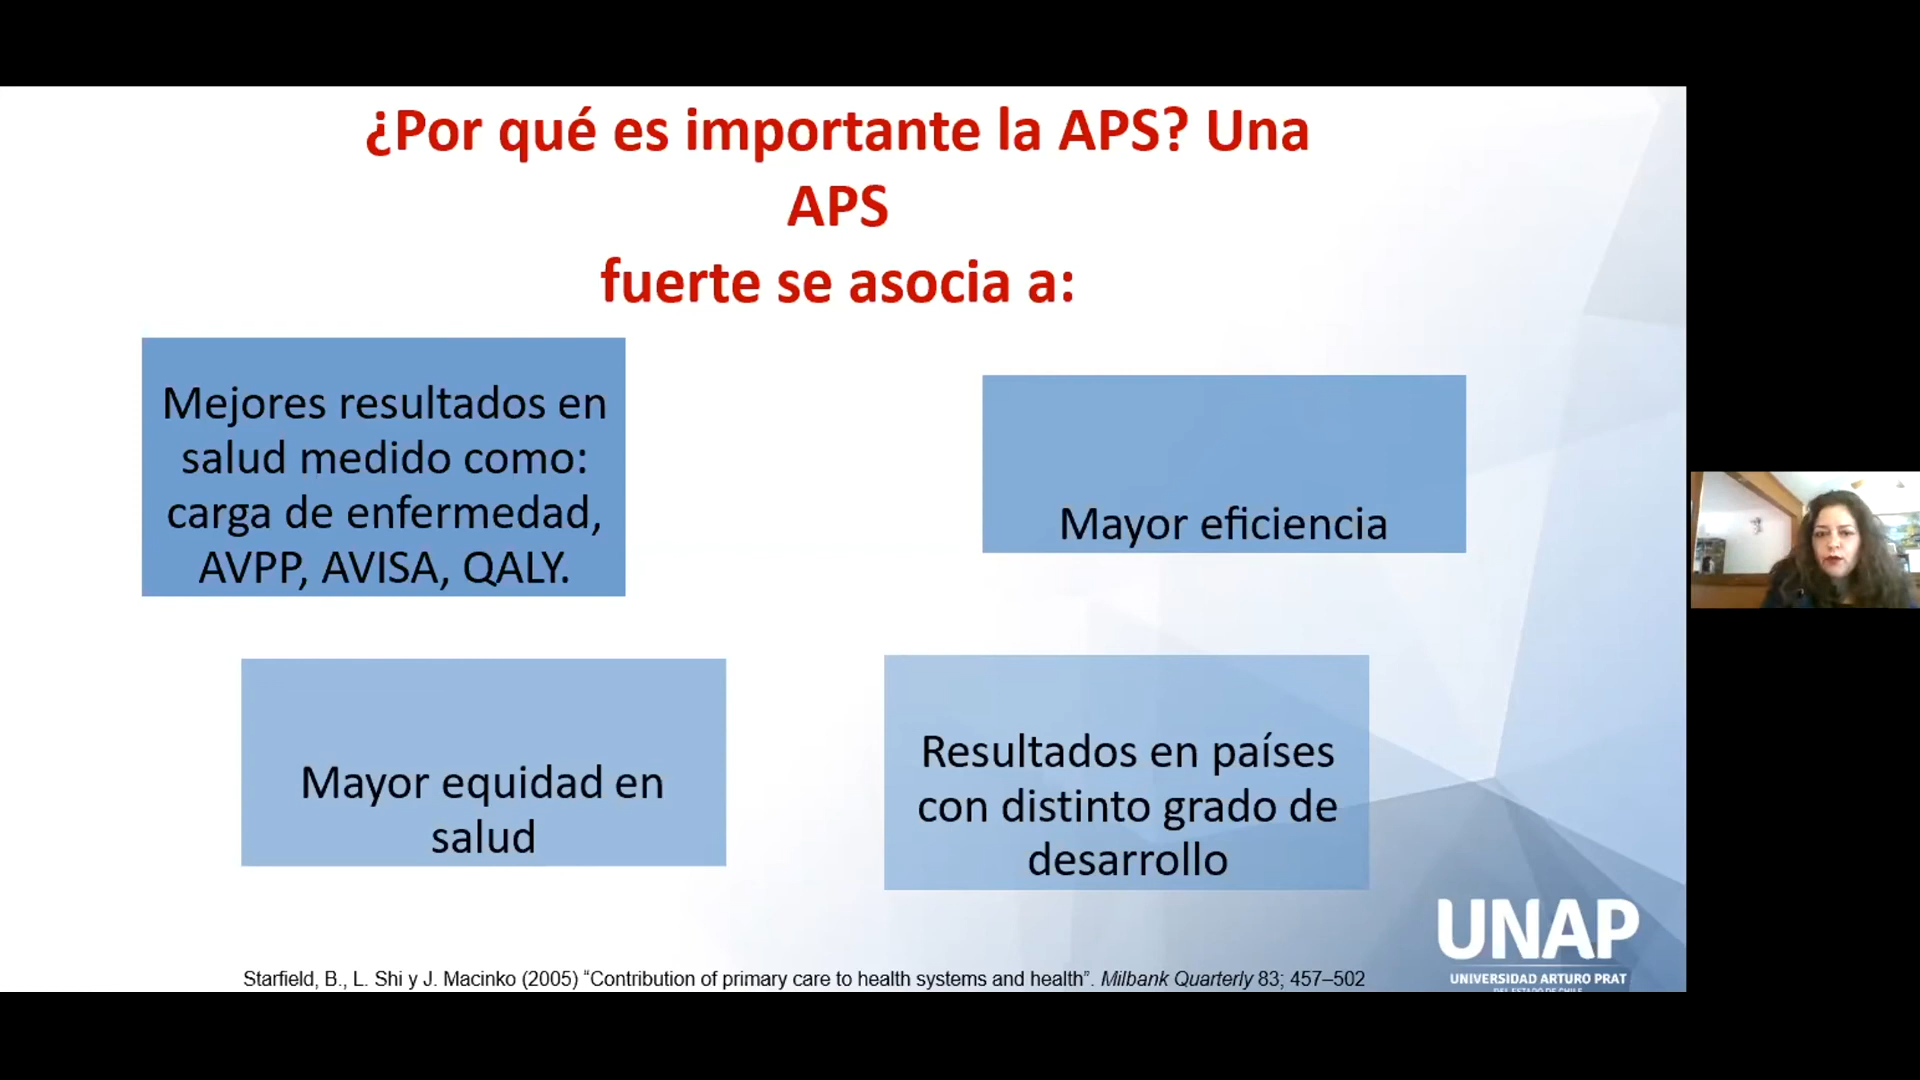 ¿Por qué es importante la APS? Una
APS
fuerte se asocia a:
Mejores resultados en
salud medido como:
carga de enfermedad,
AVPP, AVISA, QALY.
Mayor eficiencia
Mayor equidad en
salud
Resultados en países
con distinto grado de
desarrollo
UNAP
UNIVERSIDAD ARTURO PRAT
DEL ESTADO DE CHILE
Starfield, B., L. Shi y J. Macinko (2005) “Contribution of primary care to health systems and health”. Milbank Quarterly 83; 457–502